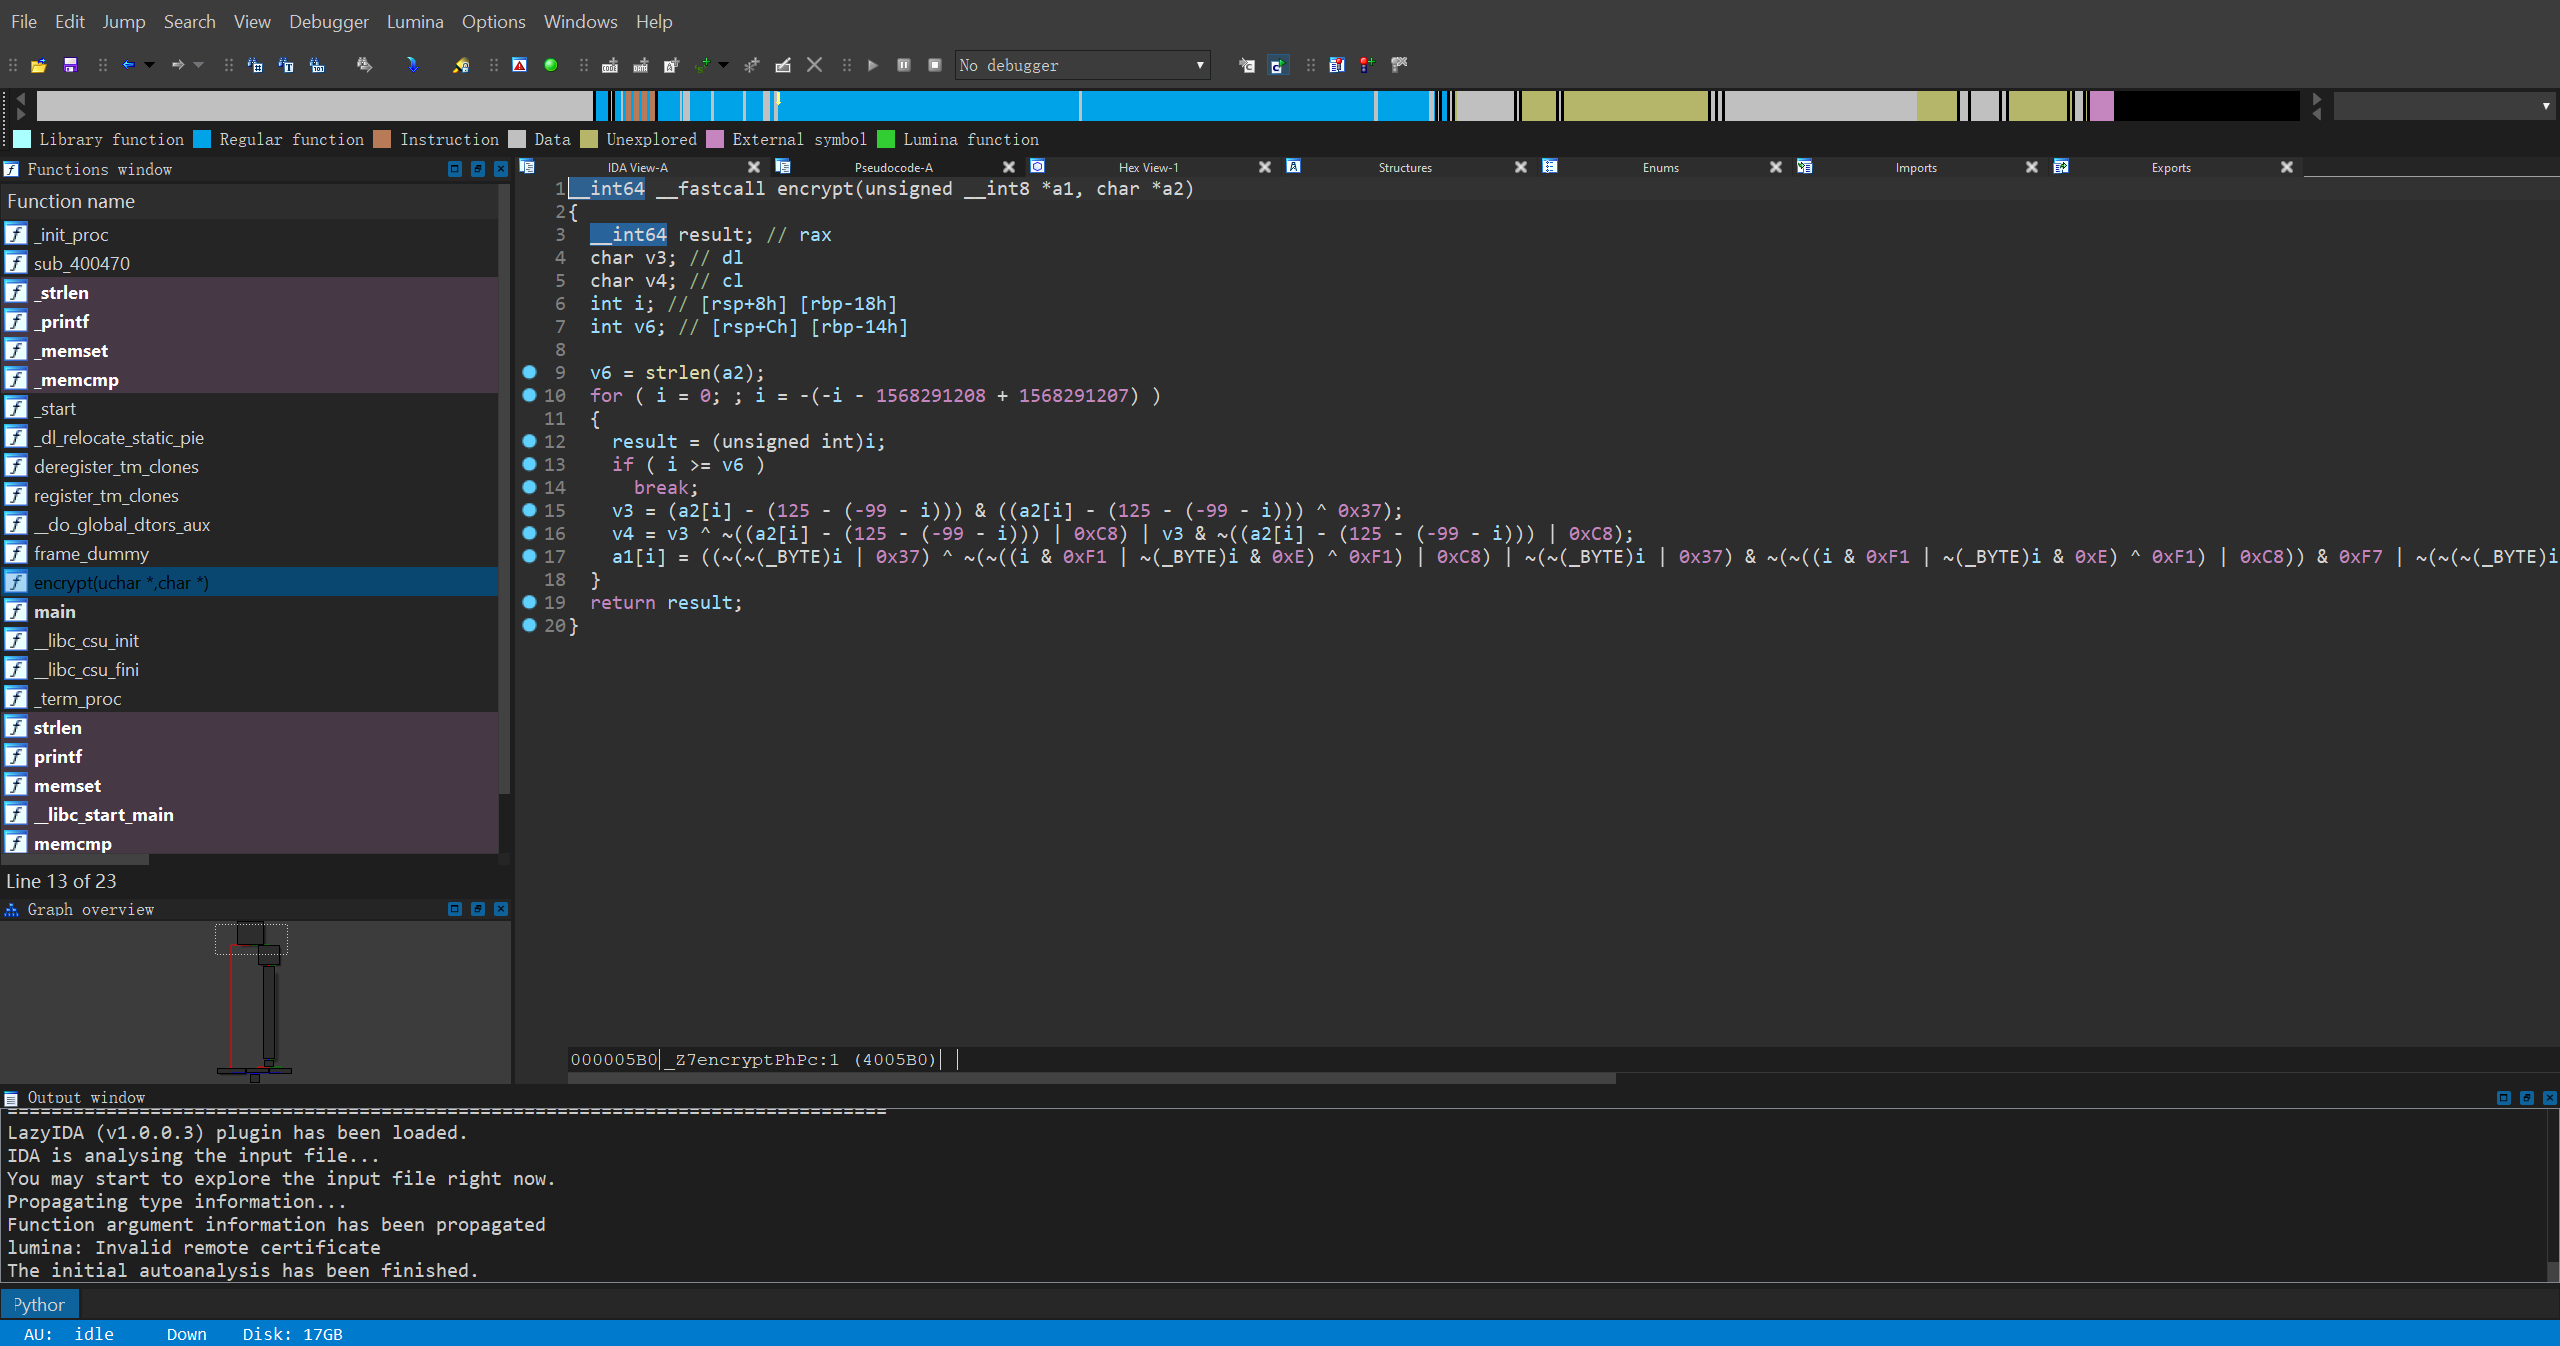 File Edit Jump Search View Debugger Lumina Options Windows Help
No debugger
Library function Regular function Instruction Data Unexplored External symbol Lumina function
Functions window
Function name
_init_proc
sub_400470
_strlen
_printf
_memset
_memcmp
_start
_dl_relocate_static_pie
deregister_tm_clones
register_tm_clones
__do_global_dtors_aux
frame_dummy
encrypt(uchar *,char *)
main
__libc_csu_init
__libc_csu_fini
_term_proc
strlen
printf
memset
__libc_start_main
memcmp
Line 13 of 23
Graph overview
IDA View-A Pseudocode-A Hex View-1 Structures Enums Imports Exports
1 __int64 __fastcall encrypt(unsigned __int8 *a1, char *a2)
2 {
3 __int64 result; // rax
4 char v3; // dl
5 char v4; // cl
6 int i; // [rsp+8h] [rbp-18h]
7 int v6; // [rsp+Ch] [rbp-14h]
8
9 v6 = strlen(a2);
10 for ( i = 0; ; i = -(-i - 1568291208 + 1568291207) )
11 {
12 result = (unsigned int)i;
13 if ( i >= v6 )
14 break;
15 v3 = (a2[i] - (125 - (-99 - i))) & ((a2[i] - (125 - (-99 - i))) ^ 0x37);
16 v4 = v3 ^ ~((a2[i] - (125 - (-99 - i))) | 0xC8) | v3 & ~((a2[i] - (125 - (-99 - i))) | 0xC8);
17 a1[i] = ((~(~(_BYTE)i | 0x37) ^ ~(~((i & 0xF1 | ~(_BYTE)i & 0xE) ^ 0xF1) | 0xC8) | ~(~(_BYTE)i | 0x37) & ~(~((i & 0xF1 | ~(_BYTE)i & 0xE) ^ 0xF1) | 0xC8)) & 0xF7 | ~(~(~(_BYTE)i
18 }
19 return result;
20 }
000005B0 _Z7encryptPhPc:1 (4005B0)
Output window
================================================================================
LazyIDA (v1.0.0.3) plugin has been loaded.
IDA is analysing the input file...
You may start to explore the input file right now.
Propagating type information...
Function argument information has been propagated
lumina: Invalid remote certificate
The initial autoanalysis has been finished.
Python
AU: idle Down Disk: 17GB